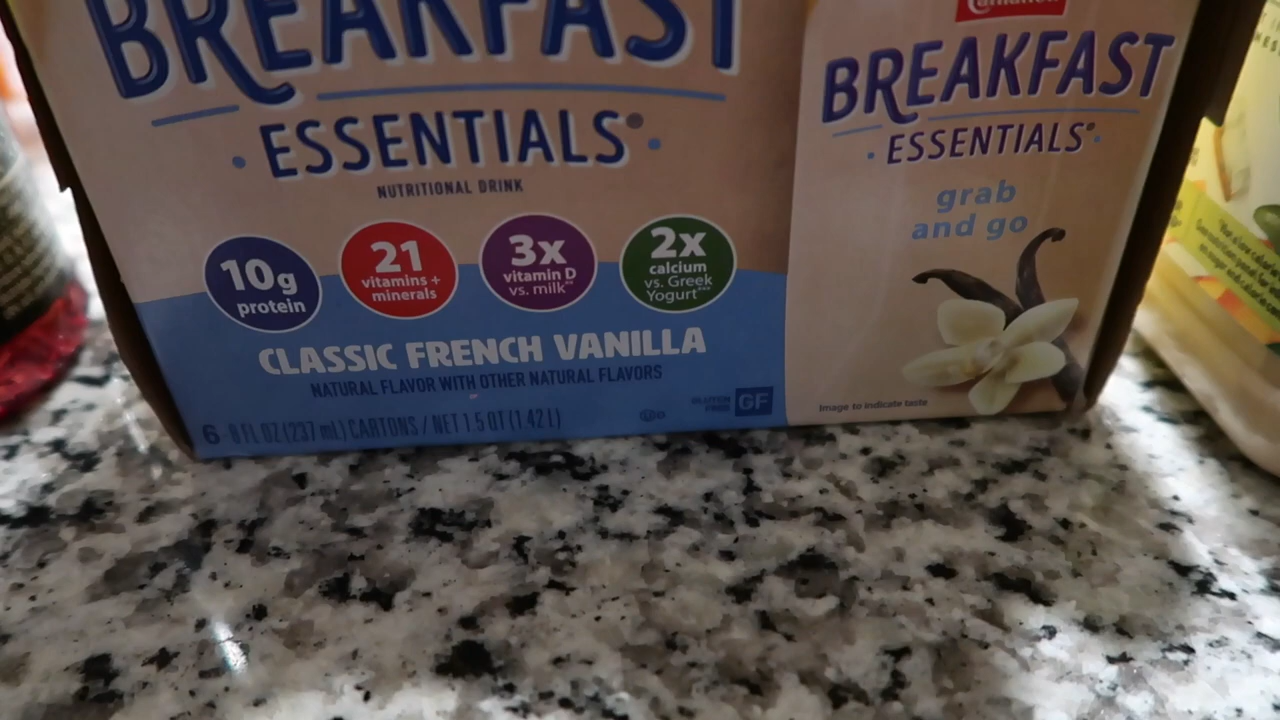 BREAKFAST
ESSENTIALS
NUTRITIONAL DRINK
10g
protein
21
vitamins +
minerals
3x
vitamin D
vs. milk**
2x
calcium
vs. Greek
Yogurt***
CLASSIC FRENCH VANILLA
NATURAL FLAVOR WITH OTHER NATURAL FLAVORS
6 - 8 FL OZ (237 mL) CARTONS / NET 1.5 QT (1.42 L)
GLUTEN
FREE
GF
Carnation
BREAKFAST
ESSENTIALS®
grab
and go
Image to indicate taste